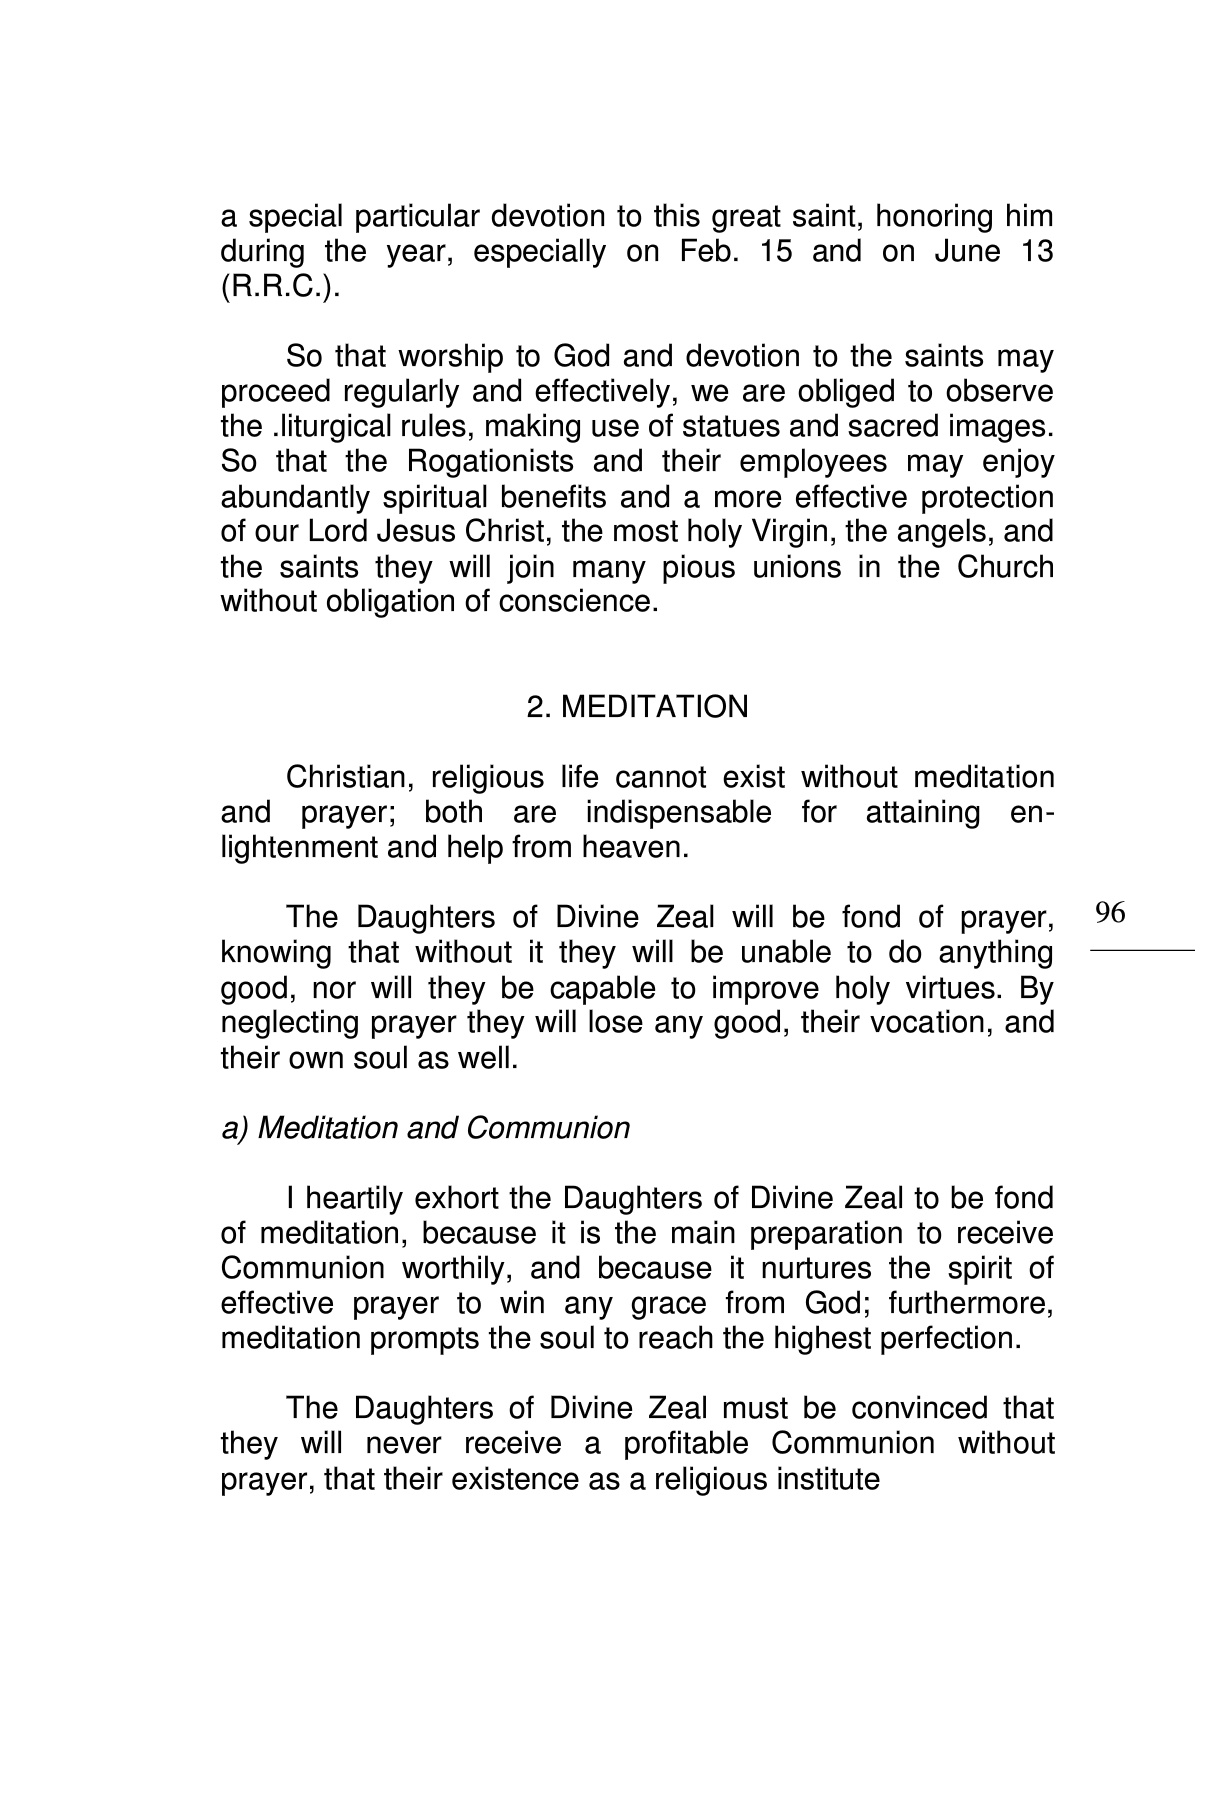 a special particular devotion to this great saint, honoring him
during the year, especially on Feb. 15 and on June 13
(R.R.C.).
So that worship to God and devotion to the saints may
proceed regularly and effectively, we are obliged to observe
the .liturgical rules, making use of statues and sacred images.
So that the Rogationists and their employees may enjoy
abundantly spiritual benefits and a more effective protection
of our Lord Jesus Christ, the most holy Virgin, the angels, and
the saints they will join many pious unions in the Church
without obligation of conscience.
2. MEDITATION
Christian, religious life cannot exist without meditation
and prayer; both are indispensable for attaining en-
lightenment and help from heaven.
The Daughters of Divine Zeal will be fond of prayer,
knowing that without it they will be unable to do anything
good, nor will they be capable to improve holy virtues. By
neglecting prayer they will lose any good, their vocation, and
their own soul as well.
96
a) Meditation and Communion
I heartily exhort the Daughters of Divine Zeal to be fond
of meditation, because it is the main preparation to receive
Communion worthily, and because it nurtures the spirit of
effective prayer to win any grace from God; furthermore,
meditation prompts the soul to reach the highest perfection.
The Daughters of Divine Zeal must be convinced that
they will never receive a profitable Communion without
prayer, that their existence as a religious institute